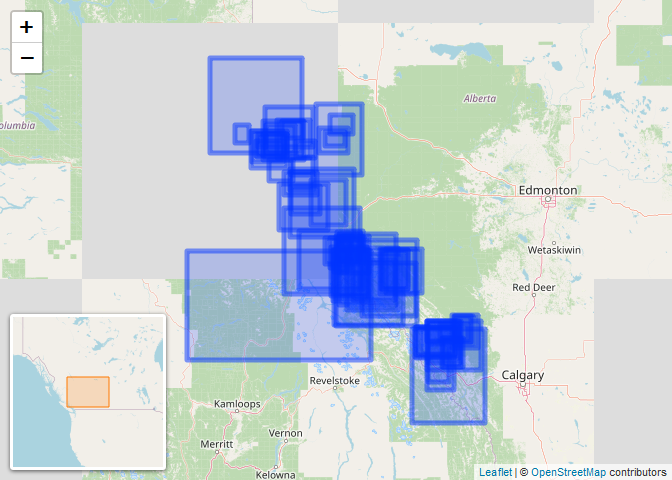 +
−
Alberta
olumbia
Edmonton
Wetaskiwin
Red Deer
Calgary
Revelstoke
Kamloops
Vernon
Merritt
Kelowna
Leaflet | © OpenStreetMap contributors